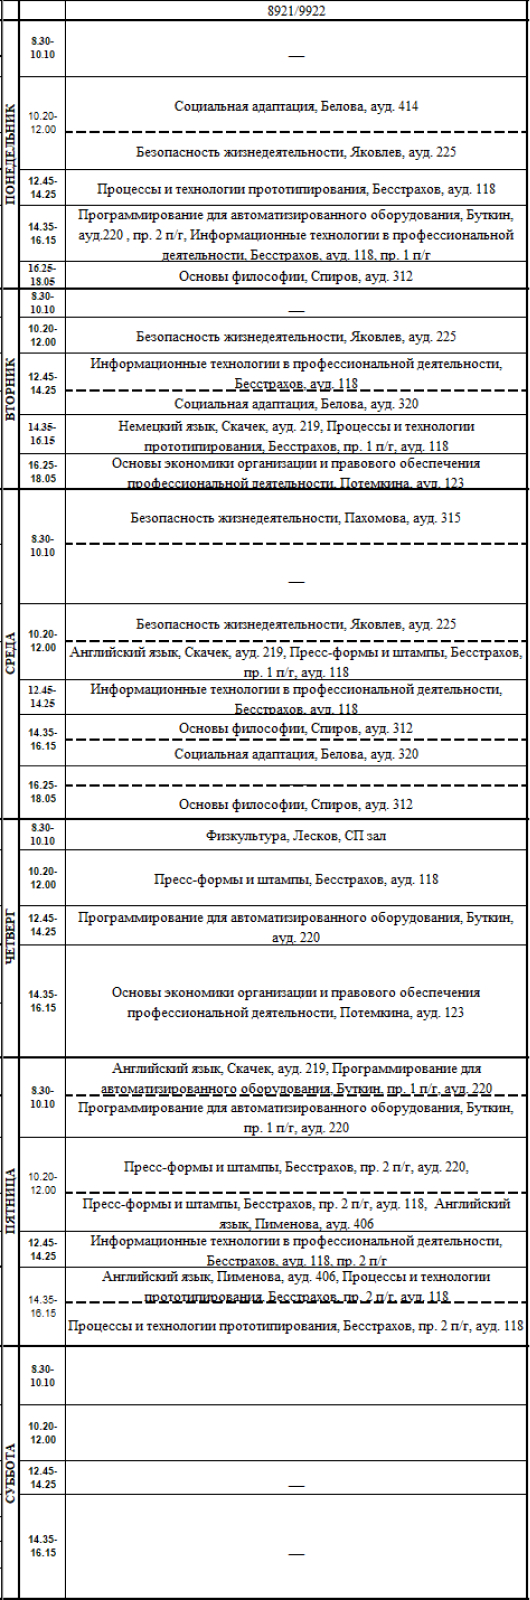 8921/9922
ПОНЕДЕЛЬНИК
8.30-
10.10
—
10.20-
12.00
Социальная адаптация, Белова, ауд. 414
Безопасность жизнедеятельности, Яковлев, ауд. 225
12.45-
14.25
Процессы и технологии прототипирования, Бесстрахов, ауд. 118
14.35-
16.15
Программирование для автоматизированного оборудования, Буткин,
ауд.220 , пр. 2 п/г, Информационные технологии в профессиональной
деятельности, Бесстрахов, ауд. 118, пр. 1 п/г
16.25-
18.05
Основы философии, Спиров, ауд. 312
ВТОРНИК
8.30-
10.10
—
10.20-
12.00
Безопасность жизнедеятельности, Яковлев, ауд. 225
12.45-
14.25
Информационные технологии в профессиональной деятельности,
Бесстрахов, ауд. 118
Социальная адаптация, Белова, ауд. 320
14.35-
16.15
Немецкий язык, Скачек, ауд. 219, Процессы и технологии
прототипирования, Бесстрахов, пр. 1 п/г, ауд. 118
16.25-
18.05
Основы экономики организации и правового обеспечения
профессиональной деятельности, Потемкина, ауд. 123
СРЕДА
8.30-
10.10
Безопасность жизнедеятельности, Пахомова, ауд. 315
—
10.20-
12.00
Безопасность жизнедеятельности, Яковлев, ауд. 225
Английский язык, Скачек, ауд. 219, Пресс-формы и штампы, Бесстрахов,
пр. 1 п/г, ауд. 118
12.45-
14.25
Информационные технологии в профессиональной деятельности,
Бесстрахов, ауд. 118
14.35-
16.15
Основы философии, Спиров, ауд. 312
Социальная адаптация, Белова, ауд. 320
16.25-
18.05
—
Основы философии, Спиров, ауд. 312
ЧЕТВЕРГ
8.30-
10.10
Физкультура, Лесков, СП зал
10.20-
12.00
Пресс-формы и штампы, Бесстрахов, ауд. 118
12.45-
14.25
Программирование для автоматизированного оборудования, Буткин,
ауд. 220
14.35-
16.15
Основы экономики организации и правового обеспечения
профессиональной деятельности, Потемкина, ауд. 123
ПЯТНИЦА
8.30-
10.10
Английский язык, Скачек, ауд. 219, Программирование для
автоматизированного оборудования, Буткин, пр. 1 п/г, ауд. 220
Программирование для автоматизированного оборудования, Буткин,
пр. 1 п/г, ауд. 220
10.20-
12.00
Пресс-формы и штампы, Бесстрахов, пр. 2 п/г, ауд. 220,
Пресс-формы и штампы, Бесстрахов, пр. 2 п/г, ауд. 118, Английский
язык, Пименова, ауд. 406
12.45-
14.25
Информационные технологии в профессиональной деятельности,
Бесстрахов, ауд. 118, пр. 2 п/г
14.35-
16.15
Английский язык, Пименова, ауд. 406, Процессы и технологии
прототипирования, Бесстрахов, пр. 2 п/г, ауд. 118
Процессы и технологии прототипирования, Бесстрахов, пр. 2 п/г, ауд. 118
СУББОТА
8.30-
10.10
10.20-
12.00
12.45-
14.25
—
14.35-
16.15
—